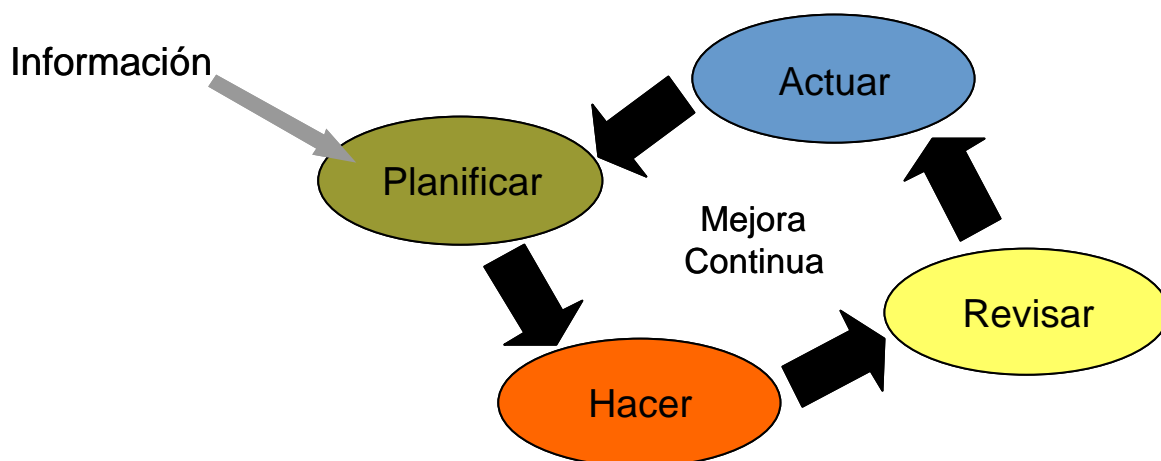 Información
Actuar
Planificar
Mejora
Continua
Revisar
Hacer